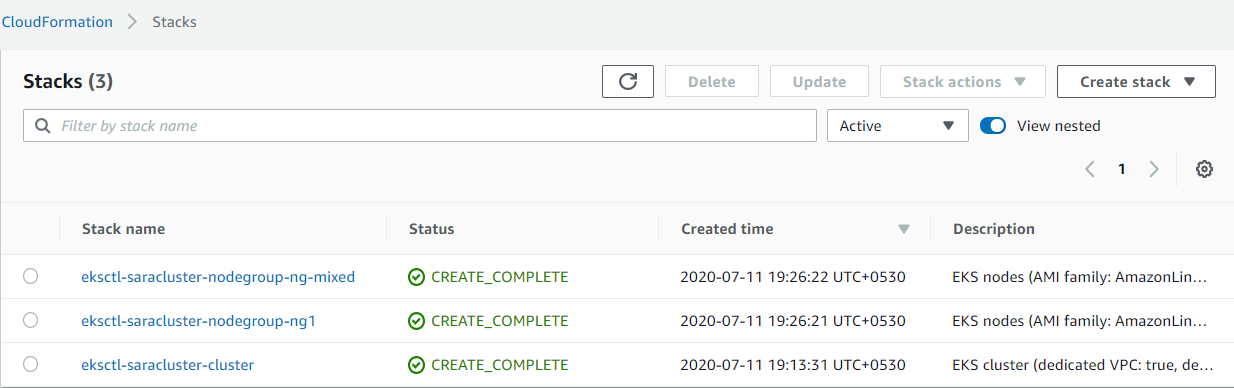 CloudFormation > Stacks
Stacks (3) Delete Update Stack actions Create stack
Filter by stack name Active View nested
1
Stack name Status Created time Description
eksctl-saracluster-nodegroup-ng-mixed CREATE_COMPLETE 2020-07-11 19:26:22 UTC+0530 EKS nodes (AMI family: AmazonLin...
eksctl-saracluster-nodegroup-ng1 CREATE_COMPLETE 2020-07-11 19:26:21 UTC+0530 EKS nodes (AMI family: AmazonLin...
eksctl-saracluster-cluster CREATE_COMPLETE 2020-07-11 19:13:31 UTC+0530 EKS cluster (dedicated VPC: true, de...